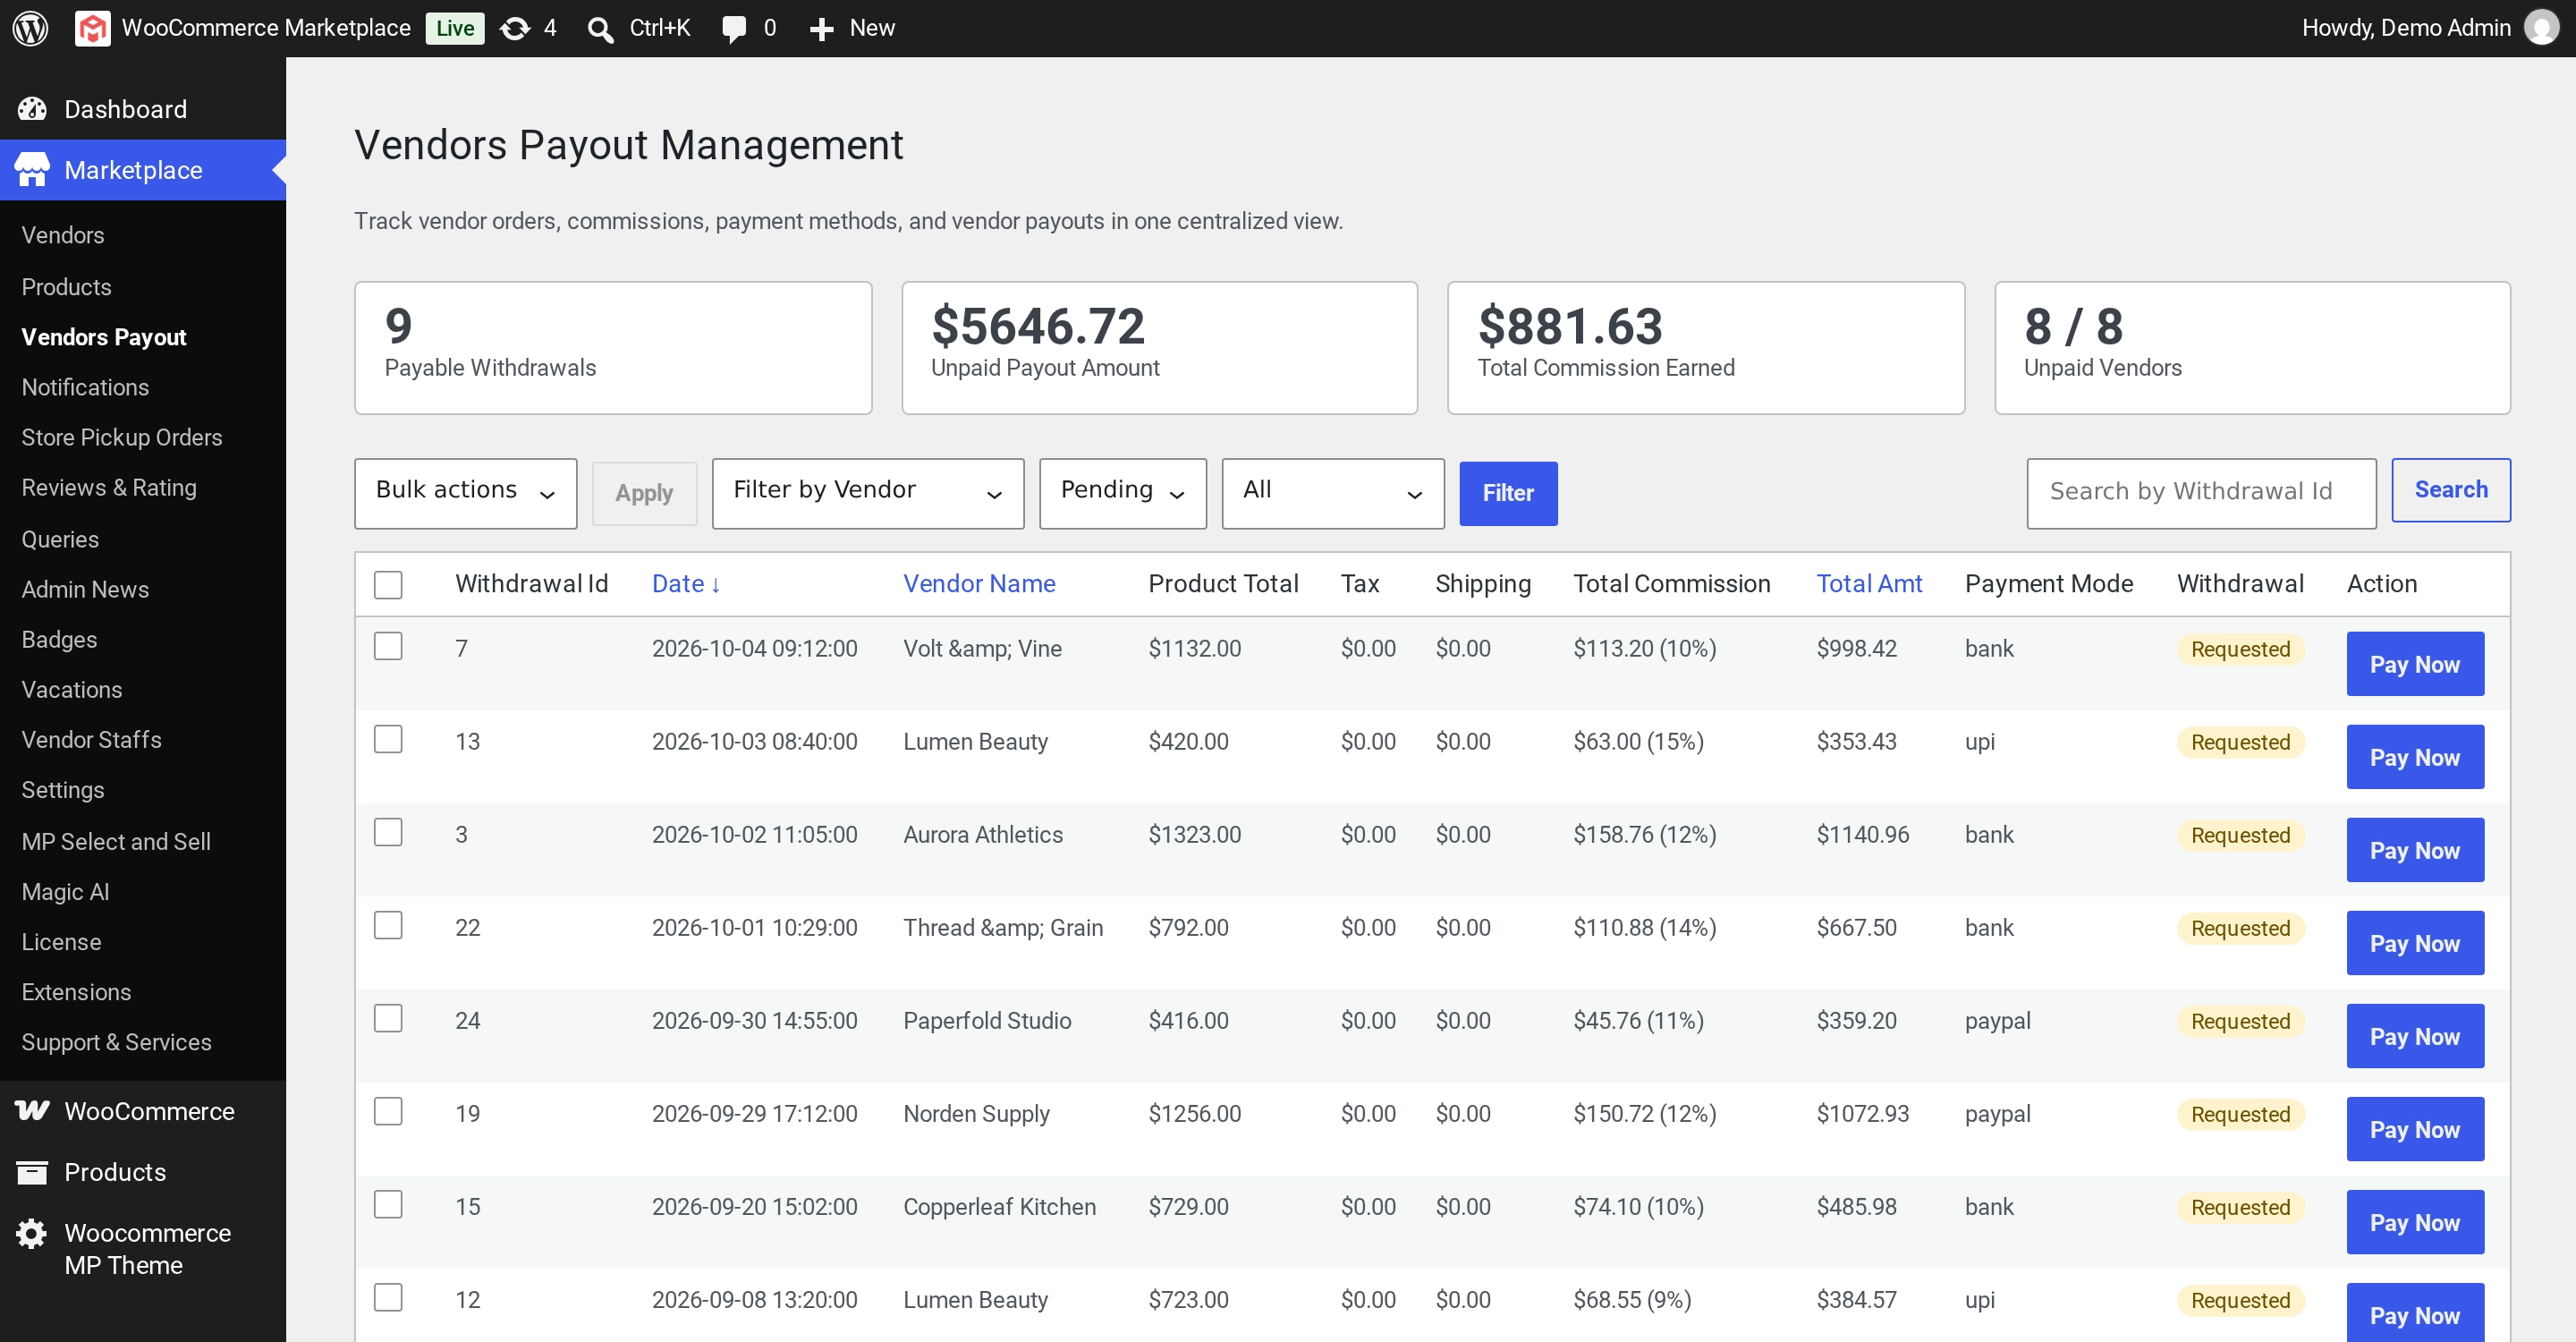 WooCommerce Marketplace Live 4 Ctrl+K 0 New Howdy, Demo Admin
Dashboard
Marketplace
Vendors
Products
Vendors Payout
Notifications
Store Pickup Orders
Reviews & Rating
Queries
Admin News
Badges
Vacations
Vendor Staffs
Settings
MP Select and Sell
Magic AI
License
Extensions
Support & Services
WooCommerce
Products
Woocommerce
MP Theme
Vendors Payout Management
Track vendor orders, commissions, payment methods, and vendor payouts in one centralized view.
9
Payable Withdrawals
$5646.72
Unpaid Payout Amount
$881.63
Total Commission Earned
8 / 8
Unpaid Vendors
Bulk actions Apply Filter by Vendor Pending All Filter Search by Withdrawal Id Search
Withdrawal Id Date ↓ Vendor Name Product Total Tax Shipping Total Commission Total Amt Payment Mode Withdrawal Action
7 2026-10-04 09:12:00 Volt &amp; Vine $1132.00 $0.00 $0.00 $113.20 (10%) $998.42 bank Requested Pay Now
13 2026-10-03 08:40:00 Lumen Beauty $420.00 $0.00 $0.00 $63.00 (15%) $353.43 upi Requested Pay Now
3 2026-10-02 11:05:00 Aurora Athletics $1323.00 $0.00 $0.00 $158.76 (12%) $1140.96 bank Requested Pay Now
22 2026-10-01 10:29:00 Thread &amp; Grain $792.00 $0.00 $0.00 $110.88 (14%) $667.50 bank Requested Pay Now
24 2026-09-30 14:55:00 Paperfold Studio $416.00 $0.00 $0.00 $45.76 (11%) $359.20 paypal Requested Pay Now
19 2026-09-29 17:12:00 Norden Supply $1256.00 $0.00 $0.00 $150.72 (12%) $1072.93 paypal Requested Pay Now
15 2026-09-20 15:02:00 Copperleaf Kitchen $729.00 $0.00 $0.00 $74.10 (10%) $485.98 bank Requested Pay Now
12 2026-09-08 13:20:00 Lumen Beauty $723.00 $0.00 $0.00 $68.55 (9%) $384.57 upi Requested Pay Now